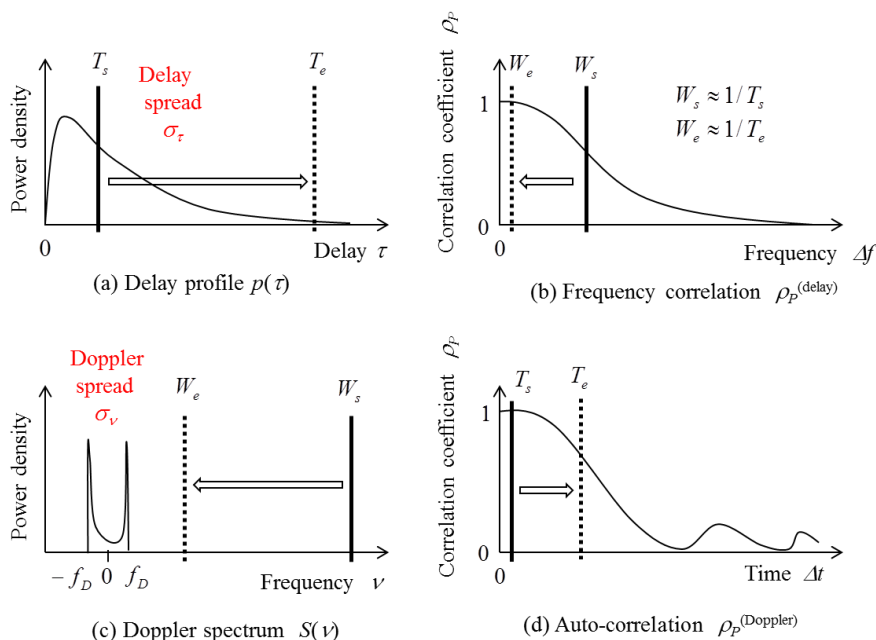 Power density
T_s
Delay
spread
σ_τ
T_e
0
Delay τ
(a) Delay profile p(τ)
Correlation coefficient ρ_P
W_e
W_s
W_s ≈ 1/T_s
W_e ≈ 1/T_e
1
0
0
Frequency Δf
(b) Frequency correlation ρ_P^(delay)
Power density
Doppler
spread
σ_ν
W_e
W_s
− f_D 0 f_D
Frequency ν
(c) Doppler spectrum S(ν)
Correlation coefficient ρ_P
T_s
T_e
1
0
0
Time Δt
(d) Auto-correlation ρ_P^(Doppler)